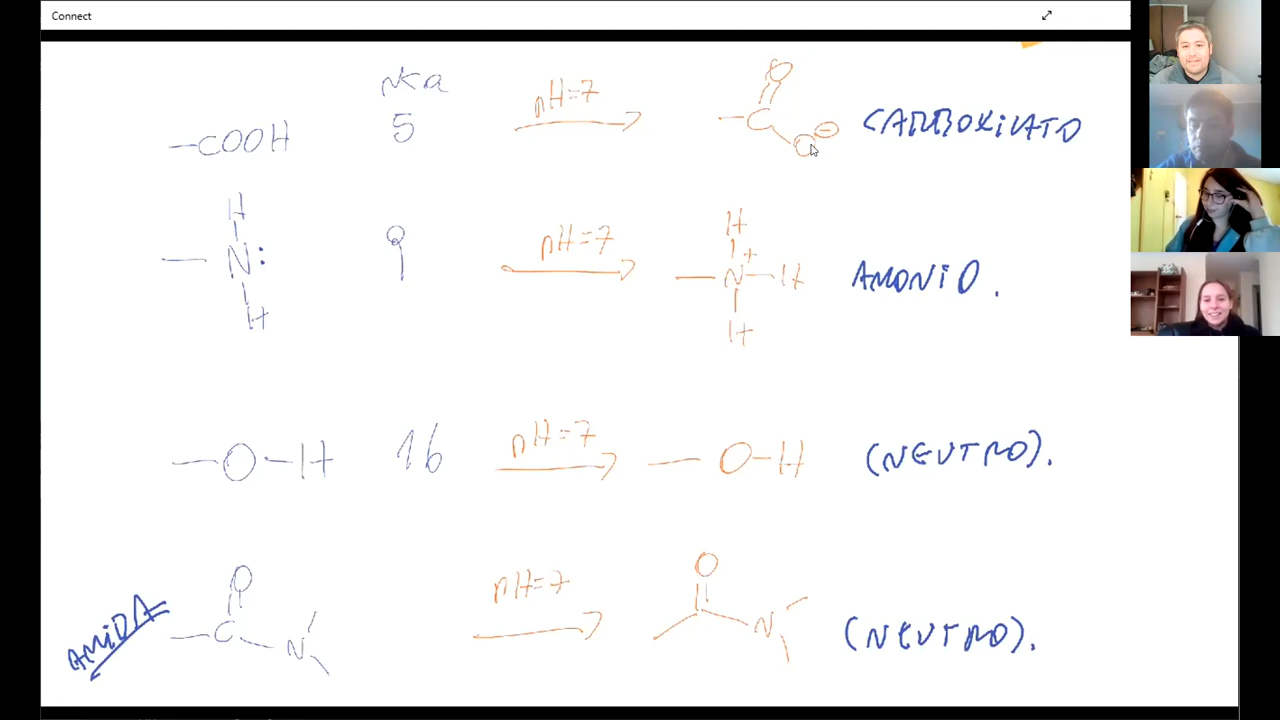 Connect
pKa
-COOH 5 pH=7 O C O⊖ CARBOXILATO
H
-N: 9 pH=7 H N+ -H H AMONIO.
H
-O-H 16 pH=7 -O-H (NEUTRO).
AMIDA O C N pH=7 O N (NEUTRO).